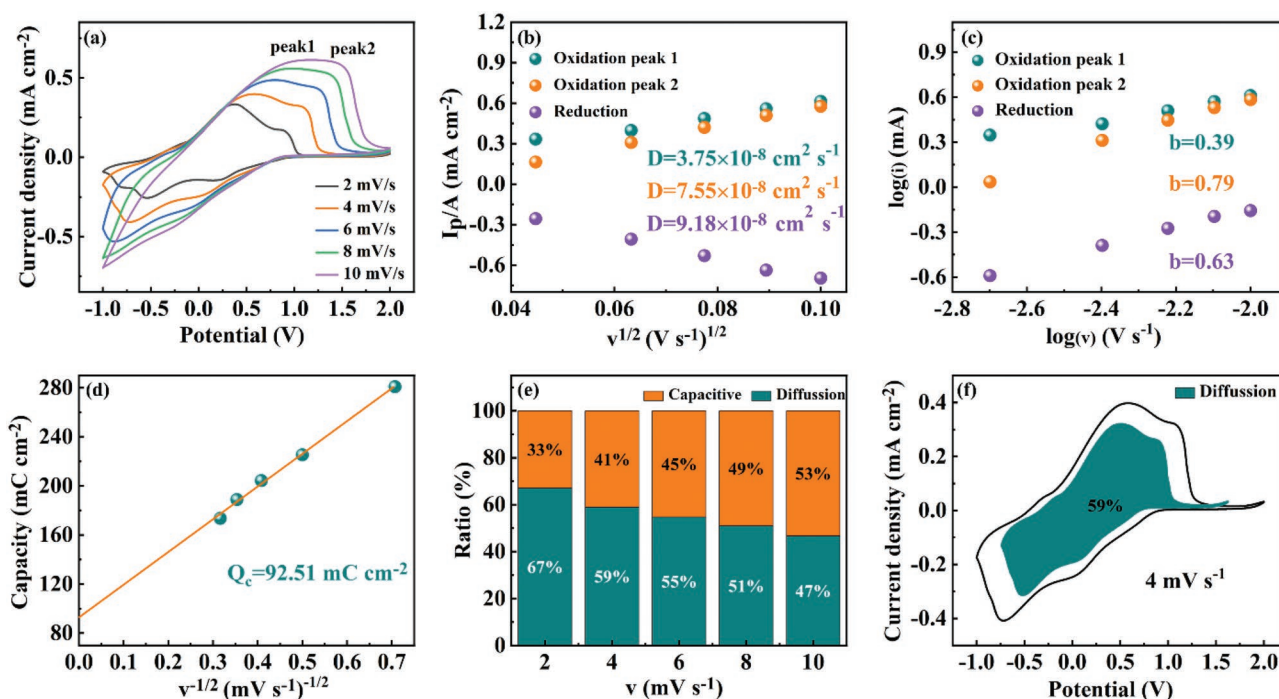 (a)
peak1 peak2
0.5
0.0
-0.5
Current density (mA cm⁻²)
2 mV/s
4 mV/s
6 mV/s
8 mV/s
10 mV/s
-1.0 -0.5 0.0 0.5 1.0 1.5 2.0
Potential (V)
(b)
Oxidation peak 1
Oxidation peak 2
Reduction
1.2
0.9
0.6
0.3
0.0
-0.3
-0.6
Ip/A (mA cm⁻²)
D=3.75×10⁻⁸ cm² s⁻¹
D=7.55×10⁻⁸ cm² s⁻¹
D=9.18×10⁻⁸ cm² s⁻¹
0.04 0.06 0.08 0.10
v^1/2 (V s⁻¹)^1/2
(c)
Oxidation peak 1
Oxidation peak 2
Reduction
0.9
0.6
0.3
0.0
-0.3
-0.6
log(i) (mA)
b=0.39
b=0.79
b=0.63
-2.8 -2.7 -2.6 -2.5 -2.4 -2.3 -2.2 -2.1 -2.0
log(v) (V s⁻¹)
(d)
280
240
200
160
120
80
Capacity (mC cm⁻²)
Qc=92.51 mC cm⁻²
0.0 0.1 0.2 0.3 0.4 0.5 0.6 0.7
v^-1/2 (mV s⁻¹)^-1/2
(e)
Capacitive Diffussion
100
80
60
40
20
0
Ratio (%)
33% 41% 45% 49% 53%
67% 59% 55% 51% 47%
2 4 6 8 10
v (mV s⁻¹)
(f)
Diffussion
0.4
0.2
0.0
-0.2
-0.4
Current density (mA cm⁻²)
59%
4 mV s⁻¹
-1.0 -0.5 0.0 0.5 1.0 1.5 2.0
Potential (V)